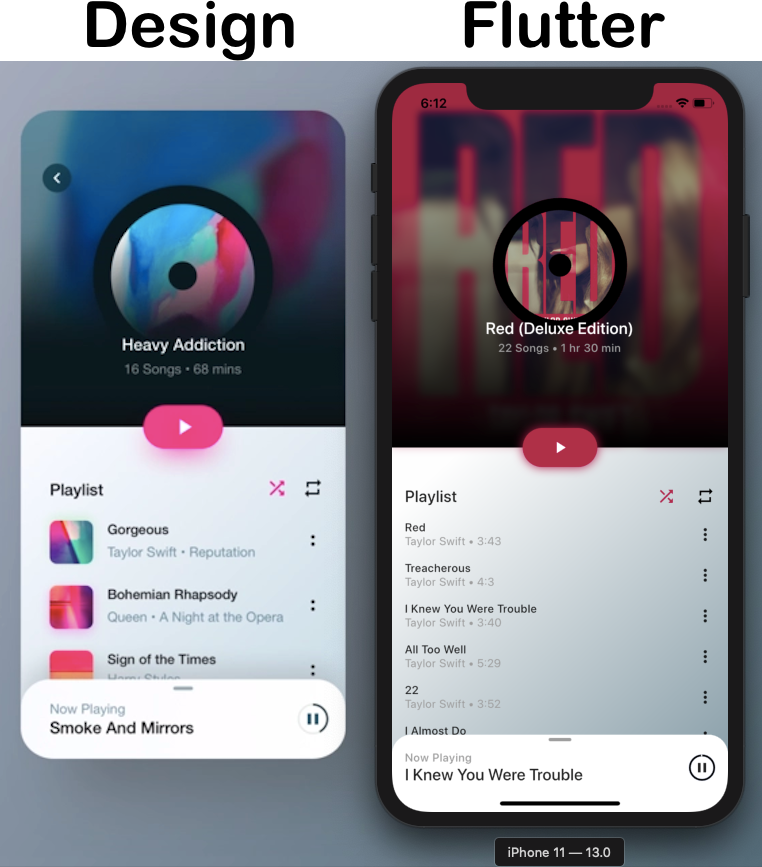 Design
Flutter
Heavy Addiction
16 Songs • 68 mins
Playlist
Gorgeous
Taylor Swift • Reputation
Bohemian Rhapsody
Queen • A Night at the Opera
Sign of the Times
Harry Styles
Now Playing
Smoke And Mirrors
6:12
RED
RED
Red (Deluxe Edition)
22 Songs • 1 hr 30 min
Playlist
Red
Taylor Swift • 3:43
Treacherous
Taylor Swift • 4:3
I Knew You Were Trouble
Taylor Swift • 3:40
All Too Well
Taylor Swift • 5:29
22
Taylor Swift • 3:52
I Almost Do
Now Playing
I Knew You Were Trouble
iPhone 11 — 13.0